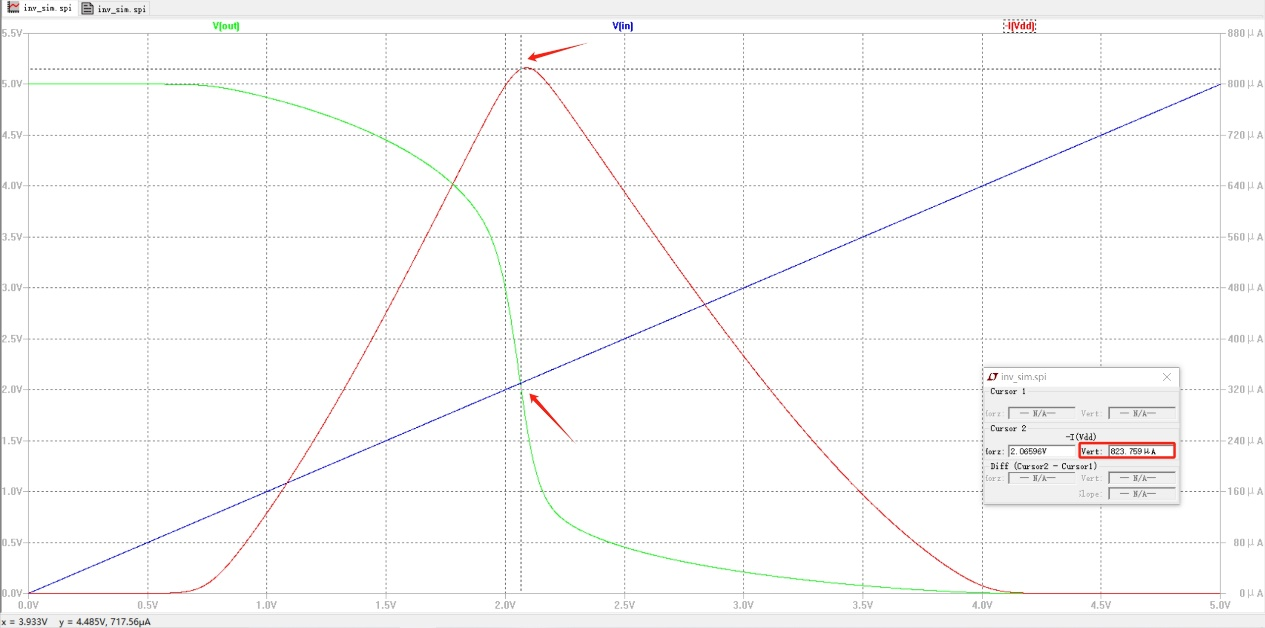 inv_sim.spi inv_sim.spi
V(out) V(in) -I(Vdd)
5.5V 880µA
5.0V 800µA
4.5V 720µA
4.0V 640µA
3.5V 560µA
3.0V 480µA
2.5V 400µA
2.0V 320µA
1.5V 240µA
1.0V 160µA
0.5V 80µA
0.0V 0µA
0.0V 0.5V 1.0V 1.5V 2.0V 2.5V 3.0V 3.5V 4.0V 4.5V 5.0V
inv_sim.spi
Cursor 1
Horz: — N/A— Vert: — N/A—
Cursor 2
-I(Vdd)
Horz: 2.06596V Vert: 823.759µA
Diff (Cursor2 - Cursor1)
Horz: — N/A— Vert: — N/A—
Slope: — N/A—
x = 3.933V y = 4.485V, 717.56µA